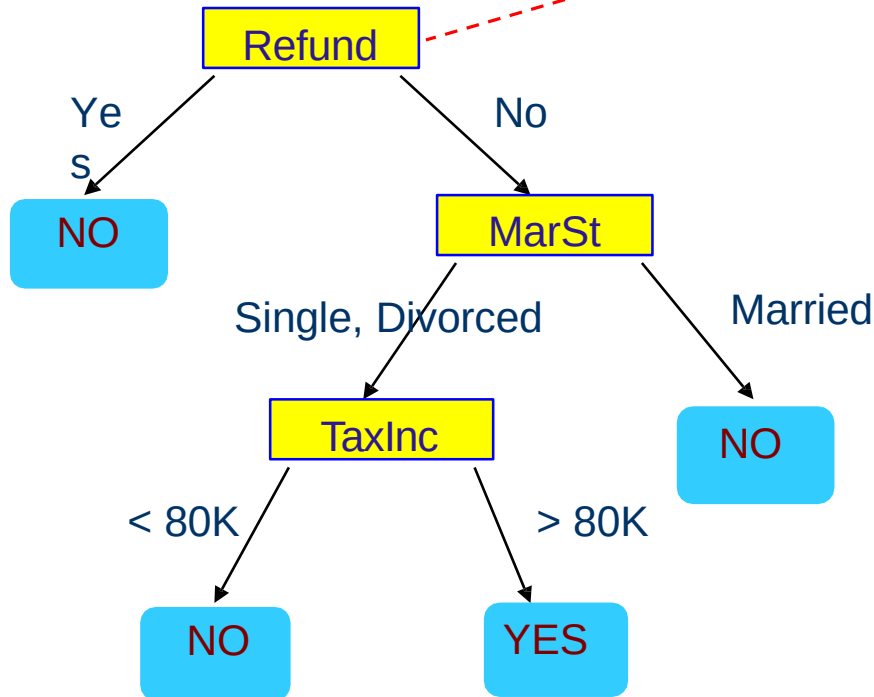 Refund
Ye
s
No
NO
MarSt
Single, Divorced
Married
TaxInc
NO
< 80K
> 80K
NO
YES